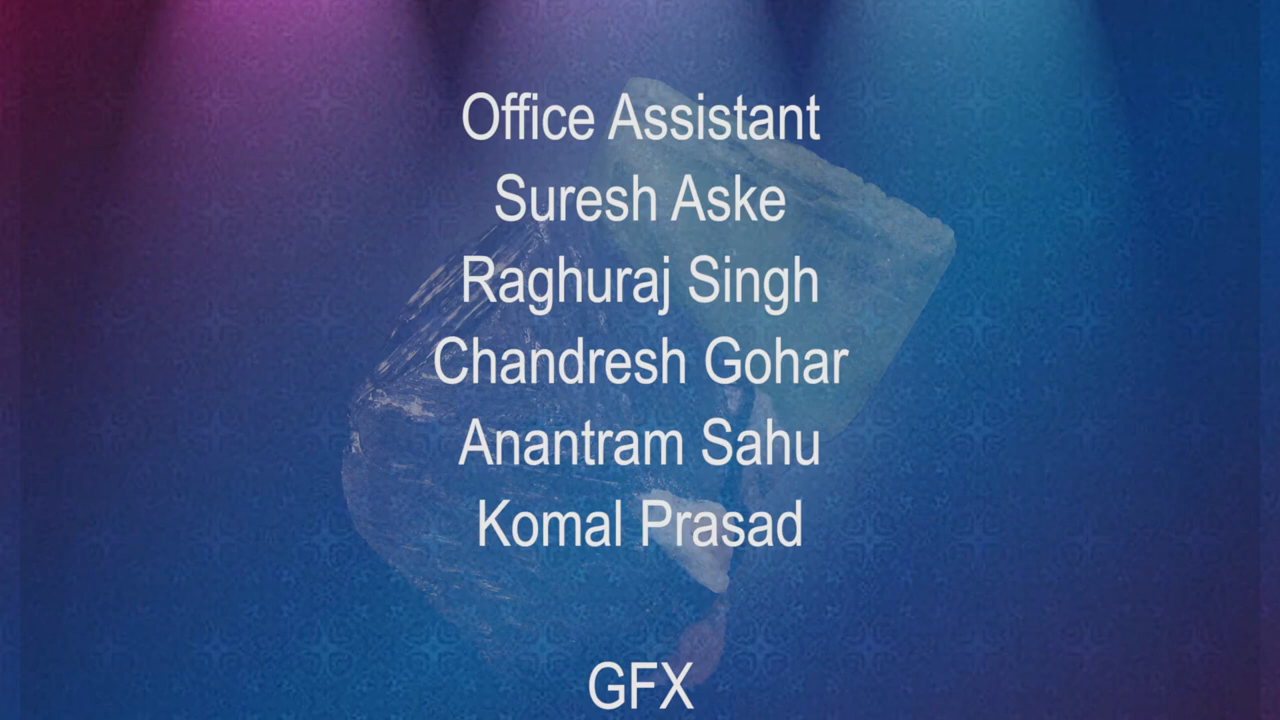 Office Assistant
Suresh Aske
Raghuraj Singh
Chandresh Gohar
Anantram Sahu
Komal Prasad
GFX